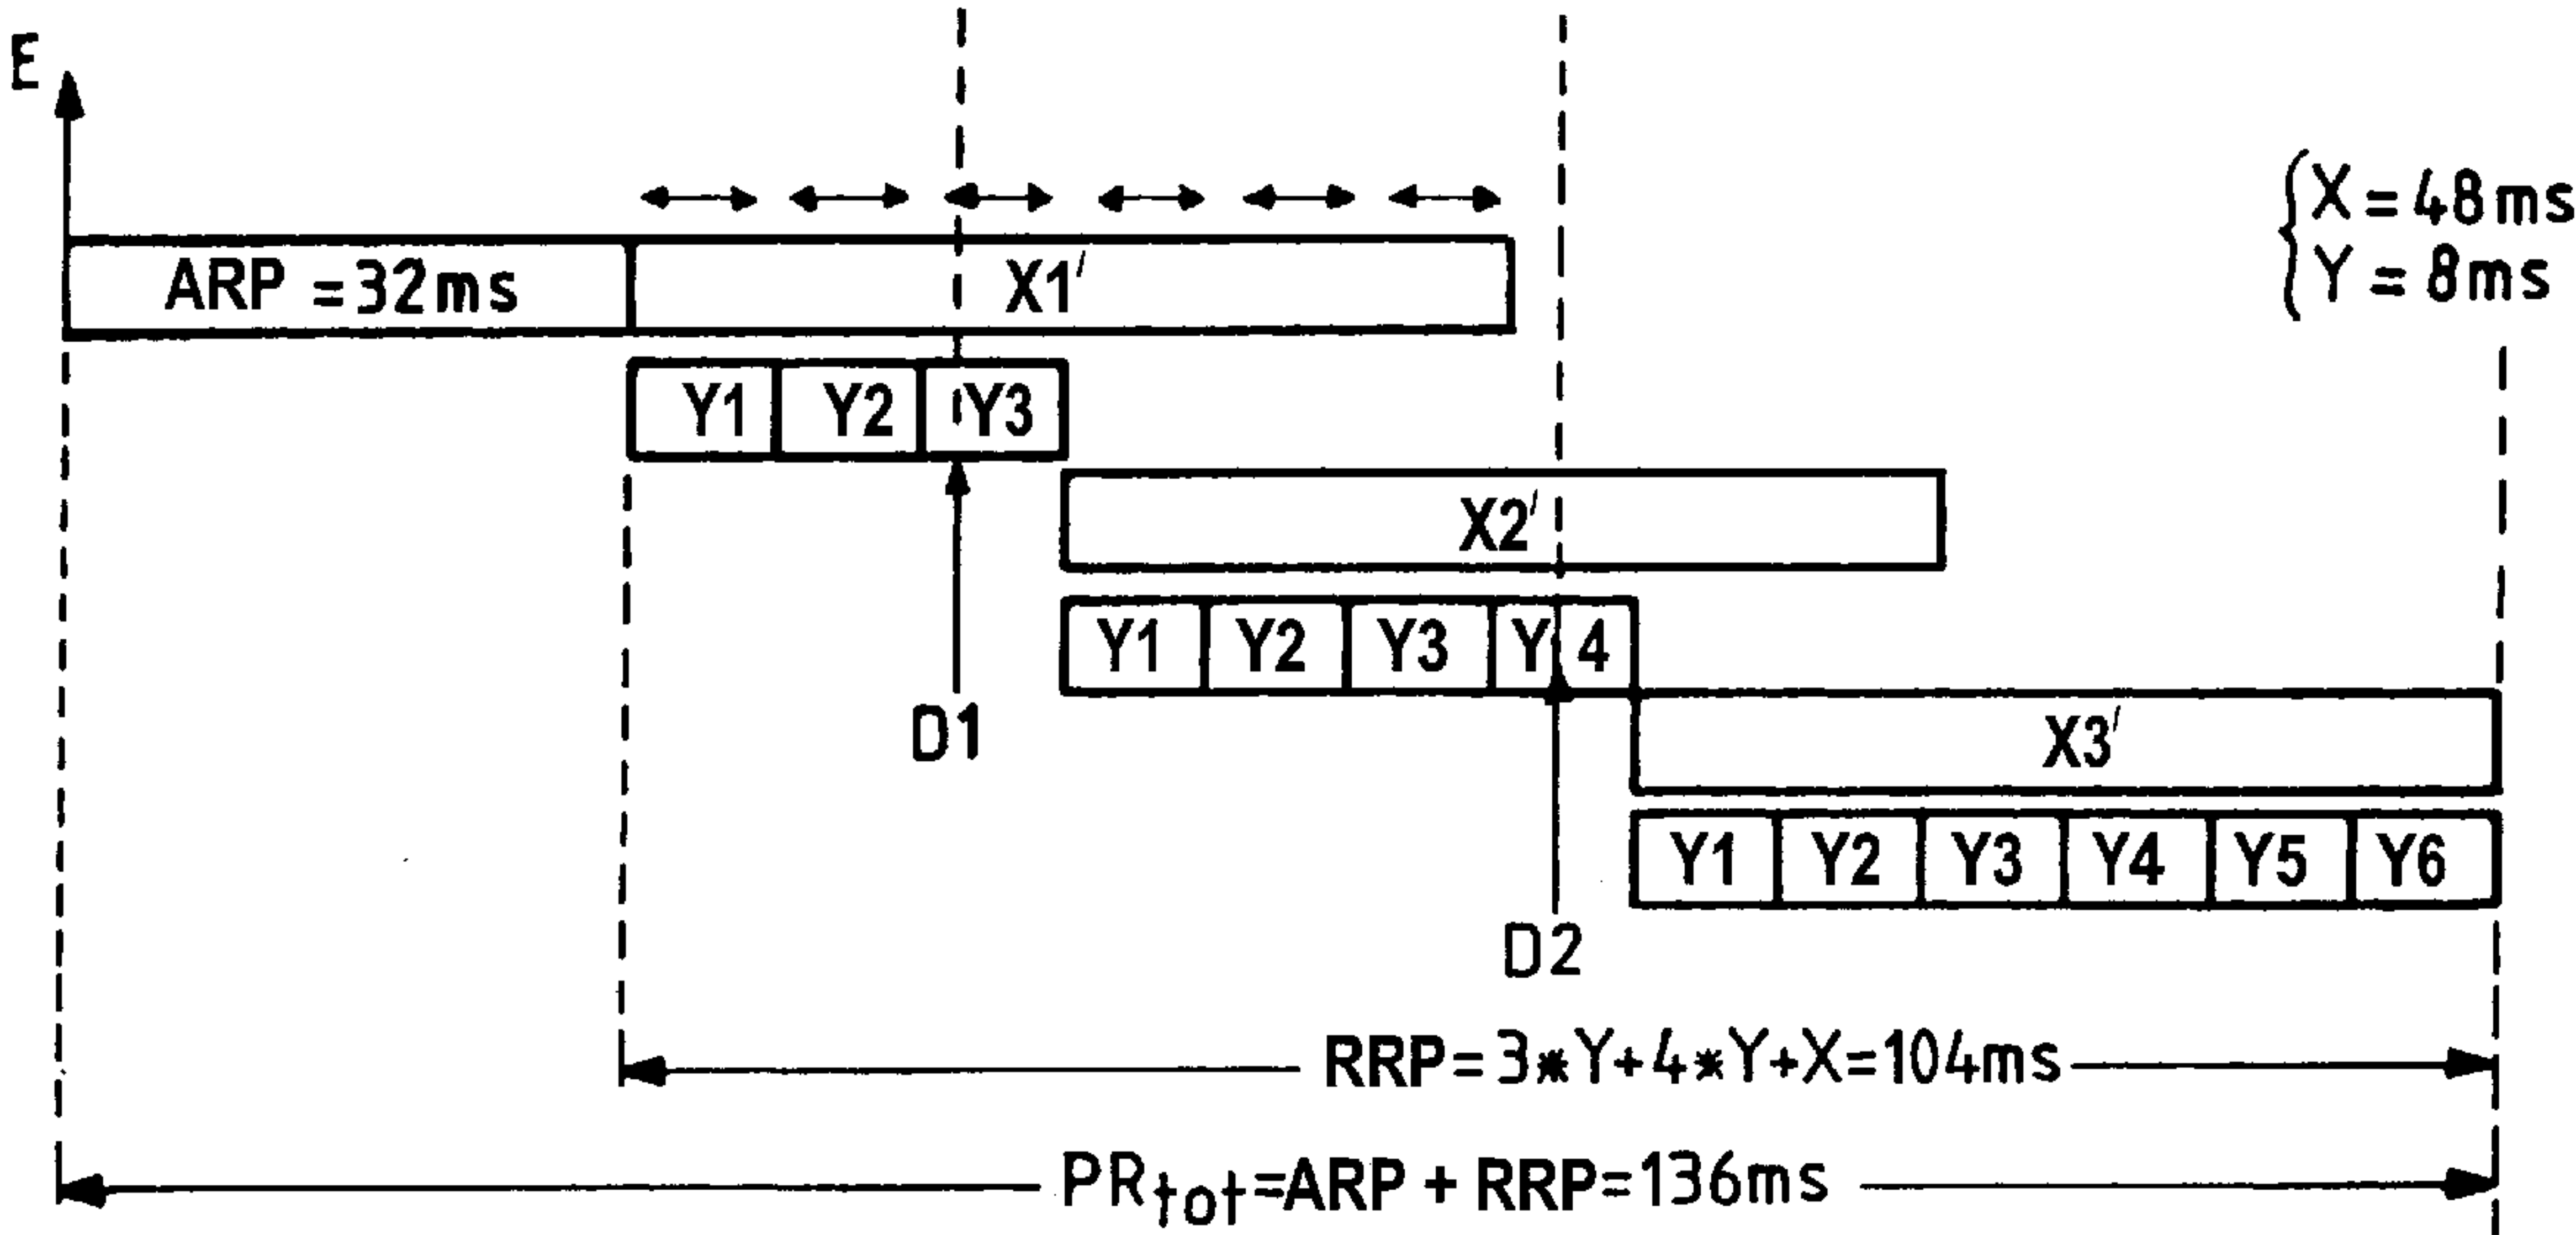 E
X = 48ms
Y = 8ms
ARP = 32ms X1'
Y1 Y2 Y3
X2'
Y1 Y2 Y3 Y 4
D1
X3'
Y1 Y2 Y3 Y4 Y5 Y6
D2
RRP=3*Y+4*Y+X=104ms
PRtot=ARP + RRP=136ms